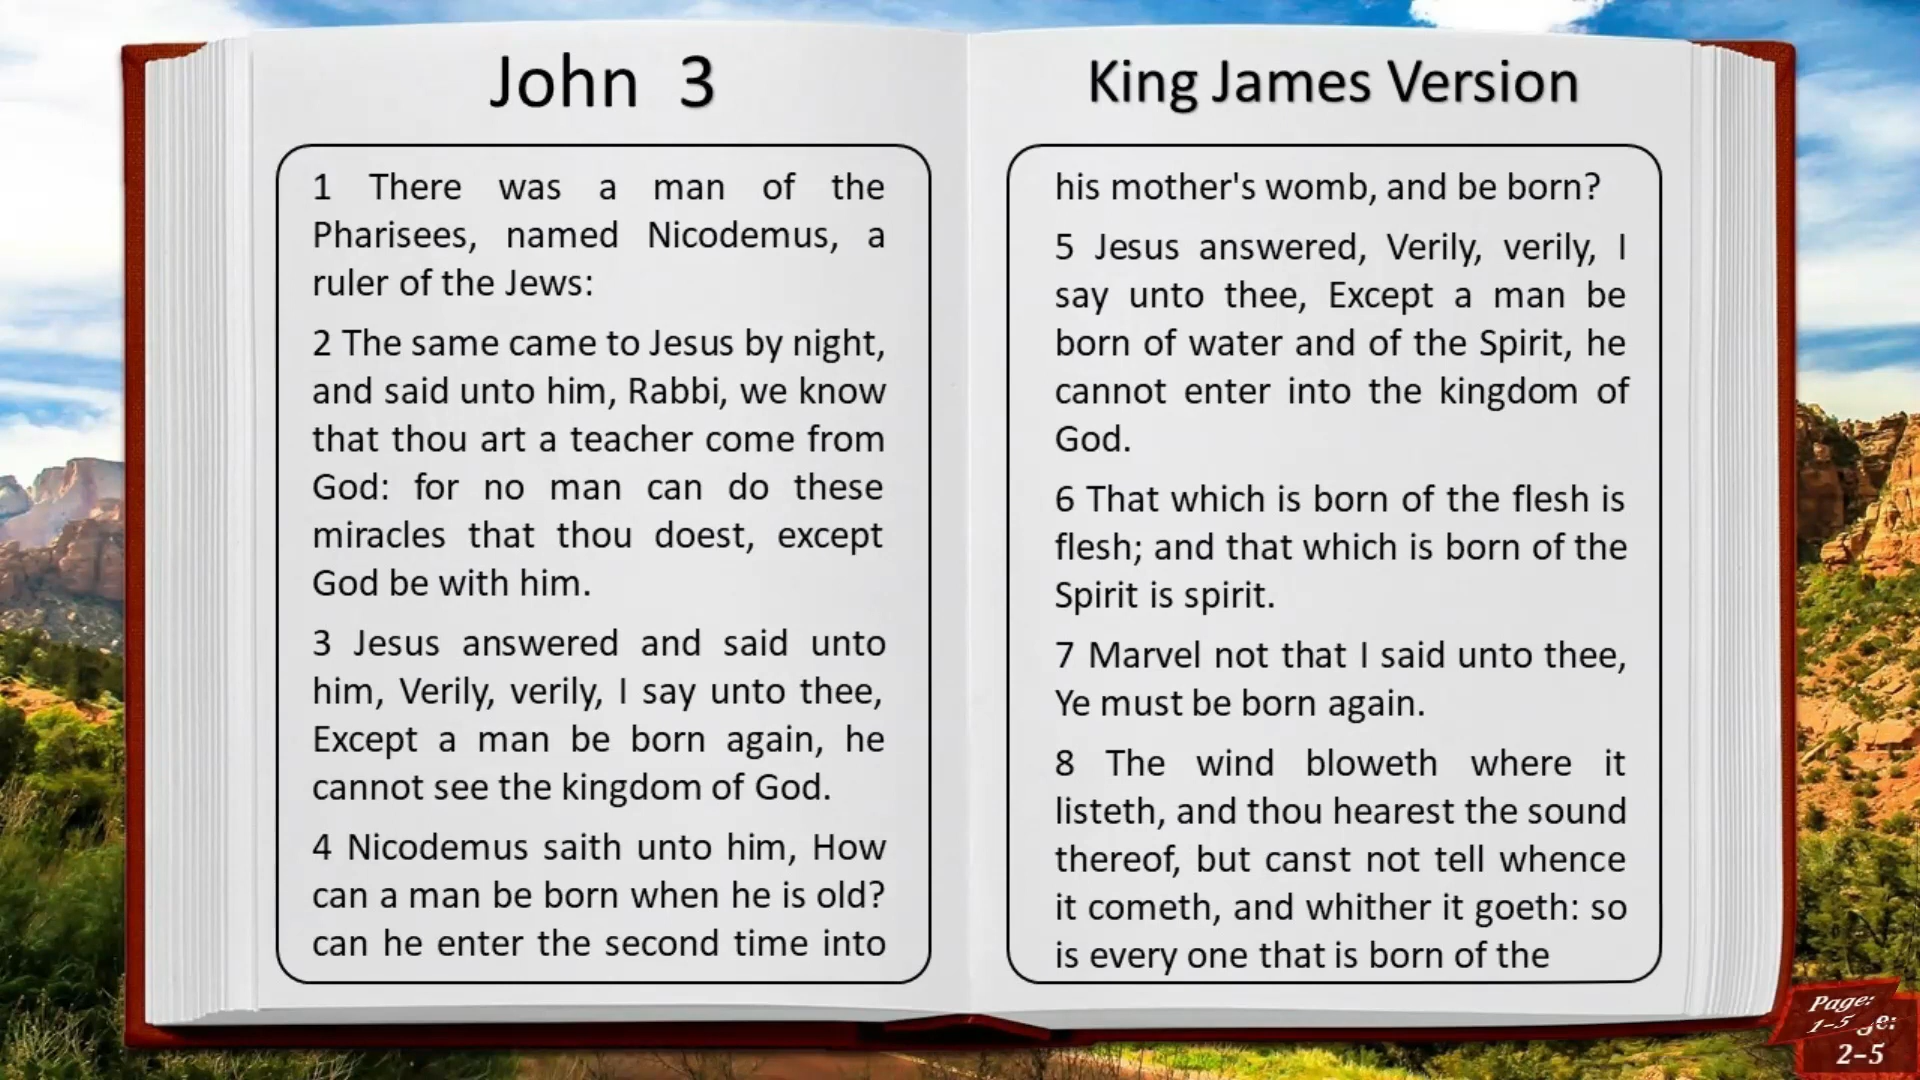 John 3
1 There was a man of the
Pharisees, named Nicodemus, a
ruler of the Jews:
2 The same came to Jesus by night,
and said unto him, Rabbi, we know
that thou art a teacher come from
God: for no man can do these
miracles that thou doest, except
God be with him.
3 Jesus answered and said unto
him, Verily, verily, I say unto thee,
Except a man be born again, he
cannot see the kingdom of God.
4 Nicodemus saith unto him, How
can a man be born when he is old?
can he enter the second time into
King James Version
his mother's womb, and be born?
5 Jesus answered, Verily, verily, I
say unto thee, Except a man be
born of water and of the Spirit, he
cannot enter into the kingdom of
God.
6 That which is born of the flesh is
flesh; and that which is born of the
Spirit is spirit.
7 Marvel not that I said unto thee,
Ye must be born again.
8 The wind bloweth where it
listeth, and thou hearest the sound
thereof, but canst not tell whence
it cometh, and whither it goeth: so
is every one that is born of the
Page:
1-5
2-5